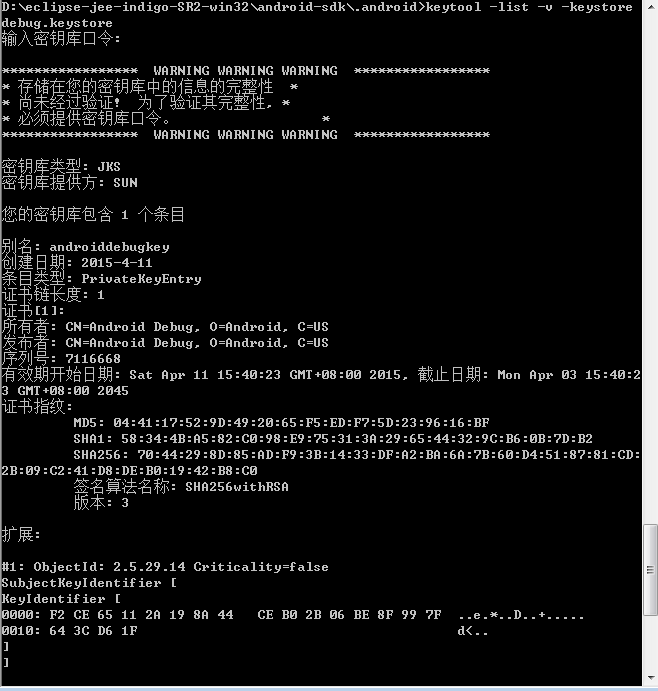 D:\eclipse-jee-indigo-SR2-win32\android-sdk\.android>keytool -list -v -keystore
debug.keystore
输入密钥库口令:
*****************  WARNING WARNING WARNING  *****************
* 存储在您的密钥库中的信息的完整性  *
* 尚未经过验证!  为了验证其完整性, *
* 必须提供密钥库口令。                  *
*****************  WARNING WARNING WARNING  *****************
密钥库类型: JKS
密钥库提供方: SUN
您的密钥库包含 1 个条目
别名: androiddebugkey
创建日期: 2015-4-11
条目类型: PrivateKeyEntry
证书链长度: 1
证书[1]:
所有者: CN=Android Debug, O=Android, C=US
发布者: CN=Android Debug, O=Android, C=US
序列号: 7116668
有效期开始日期: Sat Apr 11 15:40:23 GMT+08:00 2015, 截止日期: Mon Apr 03 15:40:2
3 GMT+08:00 2045
证书指纹:
MD5: 04:41:17:52:9D:49:20:65:F5:ED:F7:5D:23:96:16:BF
SHA1: 58:34:4B:A5:82:C0:98:E9:75:31:3A:29:65:44:32:9C:B6:0B:7D:B2
SHA256: 70:44:29:8D:85:AD:F9:3B:14:33:DF:A2:BA:6A:7B:60:D4:51:87:81:CD:
2B:09:C2:41:D8:DE:B0:19:42:B8:C0
签名算法名称: SHA256withRSA
版本: 3
扩展:
#1: ObjectId: 2.5.29.14 Criticality=false
SubjectKeyIdentifier [
KeyIdentifier [
0000: F2 CE 65 11 2A 19 8A 44   CE B0 2B 06 BE 8F 99 7F  ..e.*..D..+.....
0010: 64 3C D6 1F                                        d<..
]
]